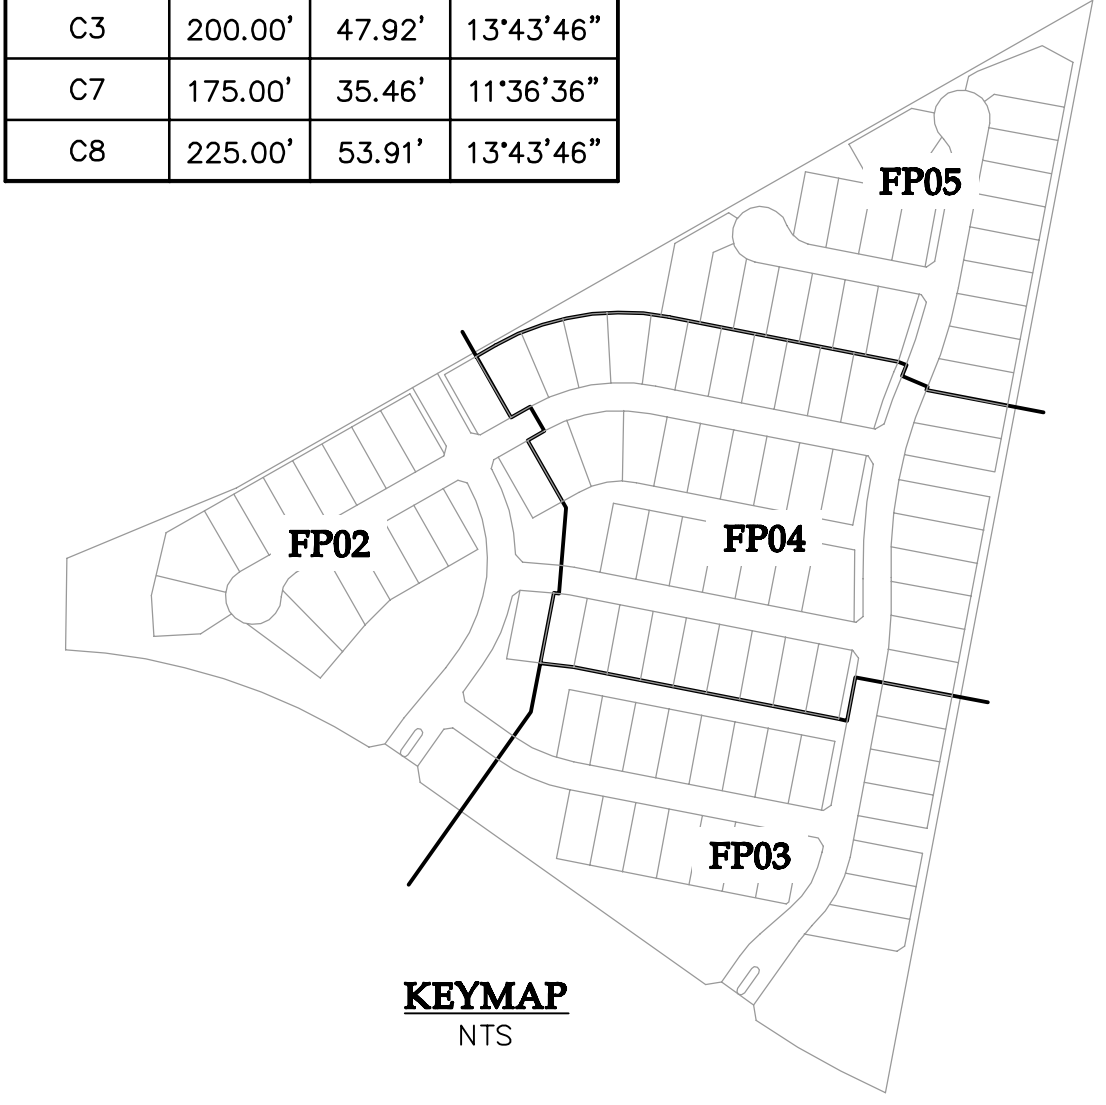 C3 200.00' 47.92' 13°43'46"
C7 175.00' 35.46' 11°36'36"
C8 225.00' 53.91' 13°43'46"
FP05
FP02
FP04
FP03
KEYMAP
NTS